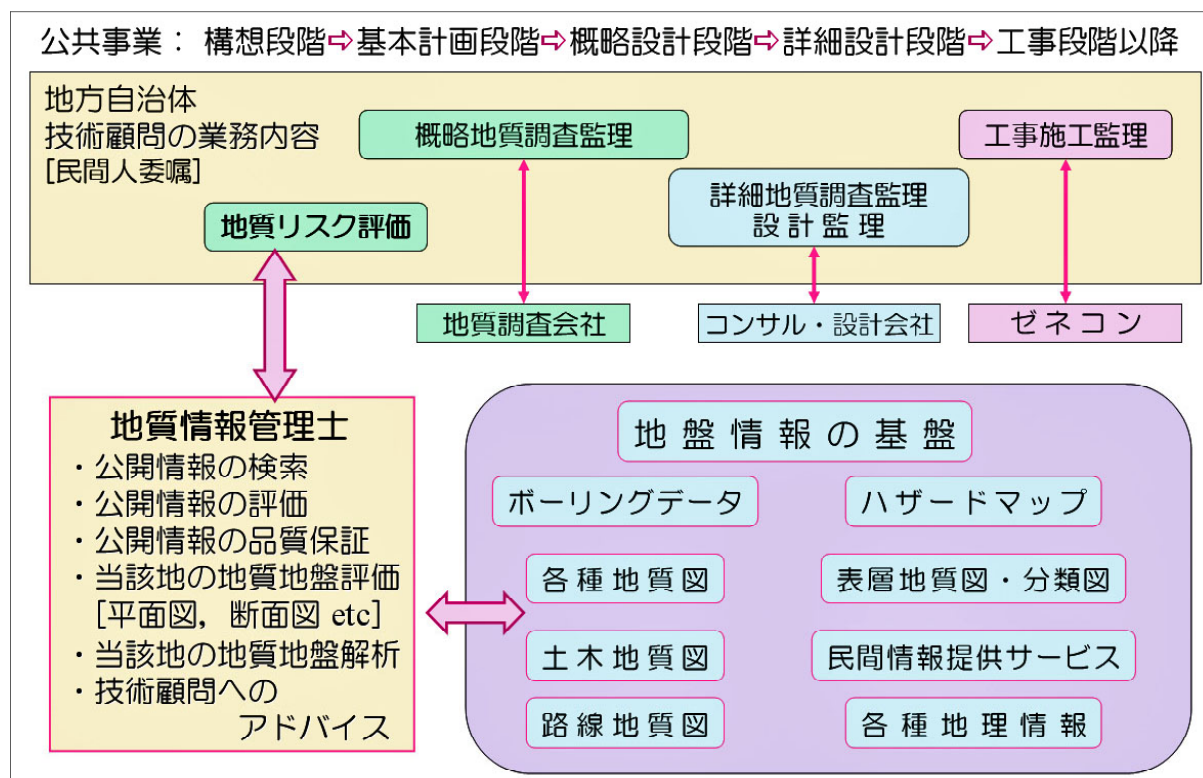 公共事業： 構想段階⇨基本計画段階⇨概略設計段階⇨詳細設計段階⇨工事段階以降
地方自治体
技術顧問の業務内容
[民間人委嘱]
概略地質調査監理
工事施工監理
詳細地質調査監理
設計監理
地質リスク評価
地質調査会社
コンサル・設計会社
ゼネコン
地質情報管理士
・公開情報の検索
・公開情報の評価
・公開情報の品質保証
・当該地の地質地盤評価
[平面図，断面図 etc]
・当該地の地質地盤解析
・技術顧問への
アドバイス
地盤情報の基盤
ボーリングデータ
ハザードマップ
各種地質図
表層地質図・分類図
土木地質図
民間情報提供サービス
路線地質図
各種地理情報